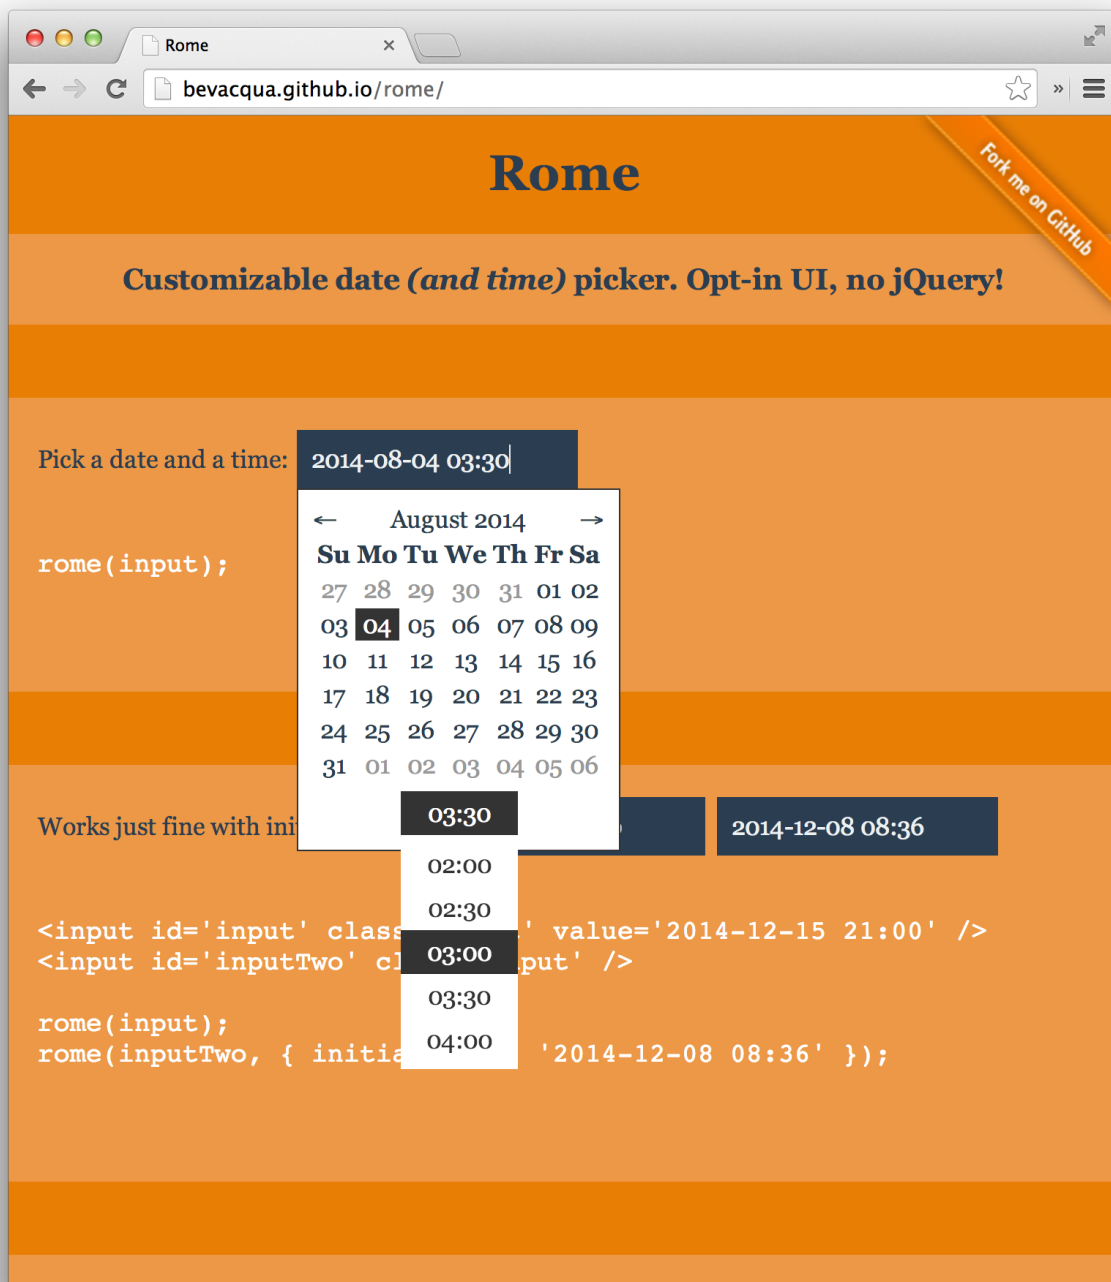 Rome
bevacqua.github.io/rome/
Fork me on GitHub
Rome
Customizable date (and time) picker. Opt-in UI, no jQuery!
Pick a date and a time: 2014-08-04 03:30
← August 2014 →
Su Mo Tu We Th Fr Sa
27 28 29 30 31 01 02
03 04 05 06 07 08 09
10 11 12 13 14 15 16
17 18 19 20 21 22 23
24 25 26 27 28 29 30
31 01 02 03 04 05 06
rome(input);
03:30
02:00
02:30
03:00
03:30
04:00
Works just fine with 2014-12-08 08:36
<input id='input' value='2014-12-15 21:00' />
<input id='inputTwo' />
rome(input);
rome(inputTwo, { '2014-12-08 08:36' });